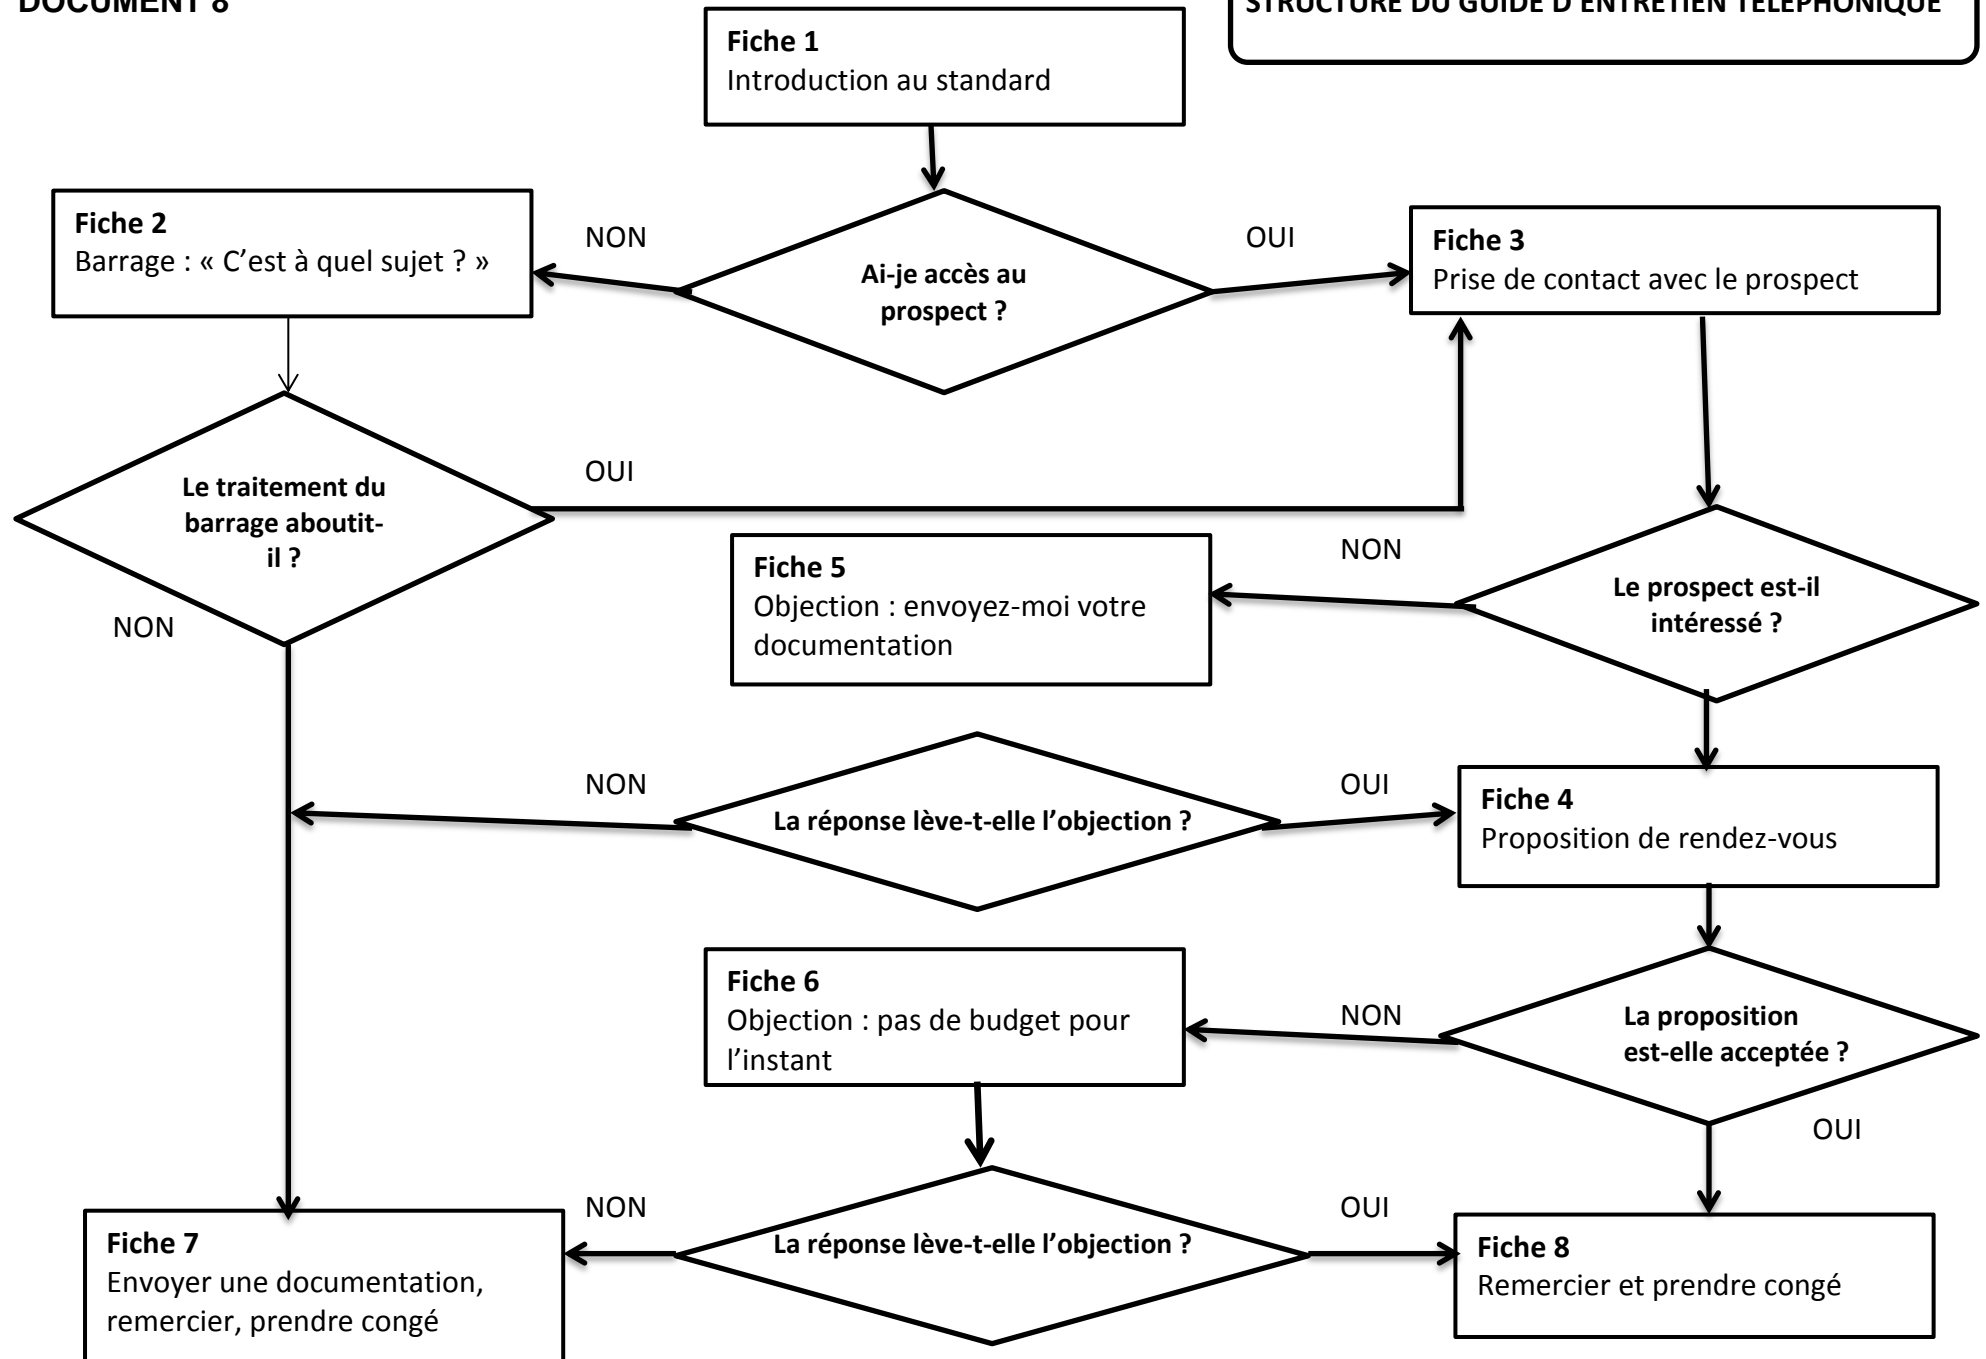 DOCUMENT 8
STRUCTURE DU GUIDE D'ENTRETIEN TELEPHONIQUE
Fiche 1
Introduction au standard
Fiche 2
Barrage : « C’est à quel sujet ? »
NON
Ai-je accès au
prospect ?
OUI
Fiche 3
Prise de contact avec le prospect
Le traitement du
barrage aboutit-
il ?
OUI
NON
Fiche 5
Objection : envoyez-moi votre
documentation
NON
Le prospect est-il
intéressé ?
NON
La réponse lève-t-elle l’objection ?
OUI
Fiche 4
Proposition de rendez-vous
Fiche 6
Objection : pas de budget pour
l’instant
NON
La proposition
est-elle acceptée ?
OUI
NON
La réponse lève-t-elle l’objection ?
OUI
Fiche 7
Envoyer une documentation,
remercier, prendre congé
Fiche 8
Remercier et prendre congé